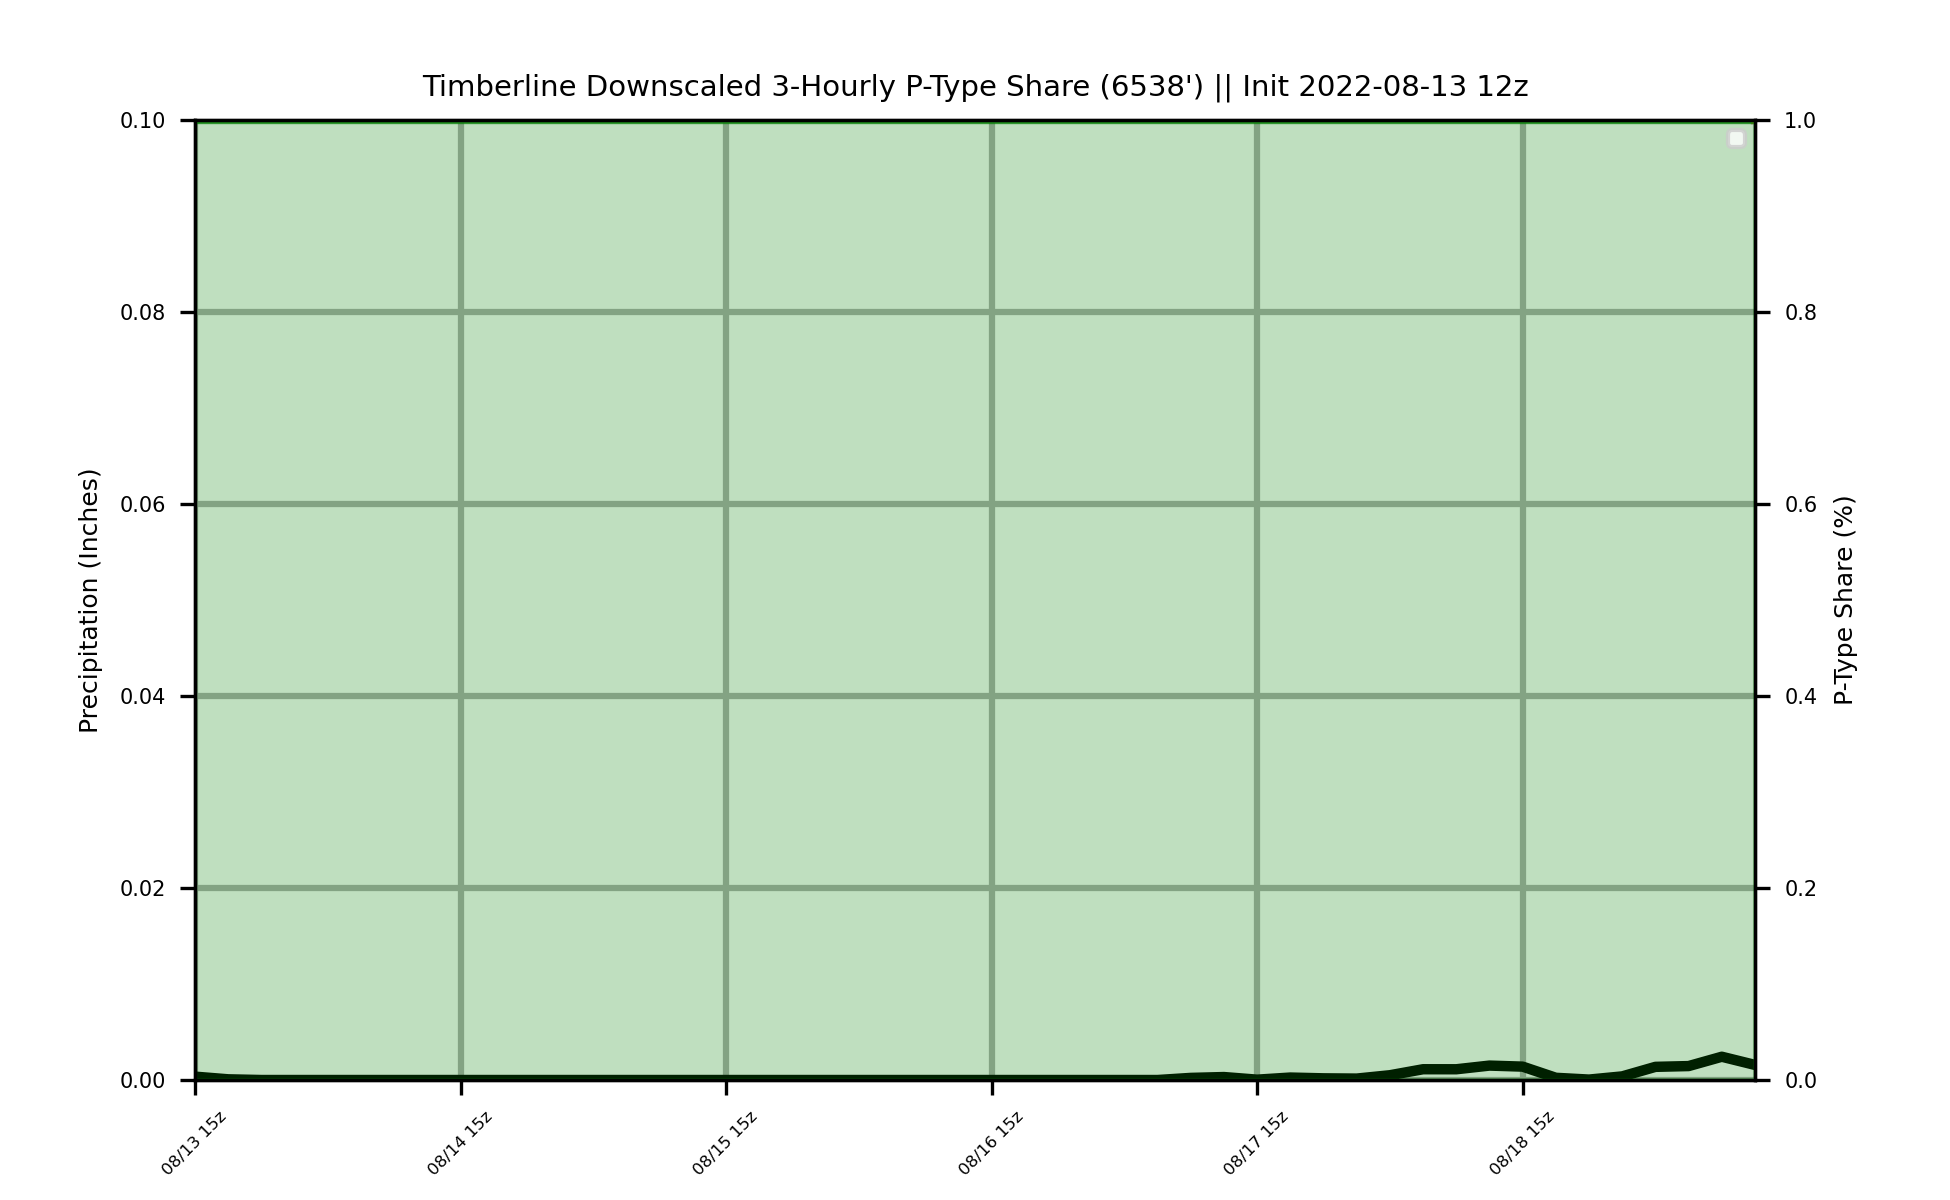 Timberline Downscaled 3-Hourly P-Type Share (6538') || Init 2022-08-13 12z
0.10
0.08
0.06
0.04
0.02
0.00
Precipitation (Inches)
1.0
0.8
0.6
0.4
0.2
0.0
P-Type Share (%)
08/13 15z
08/14 15z
08/15 15z
08/16 15z
08/17 15z
08/18 15z